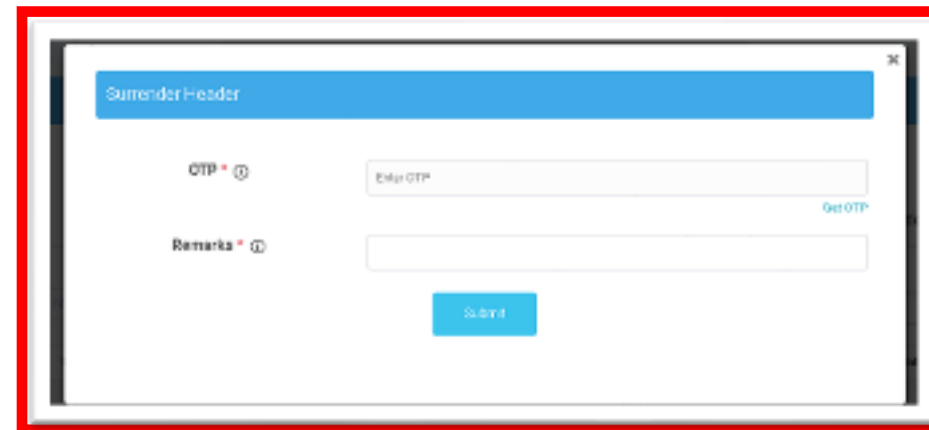 Surrender Header
OTP *
Enter OTP
Get OTP
Remarks *
Submit